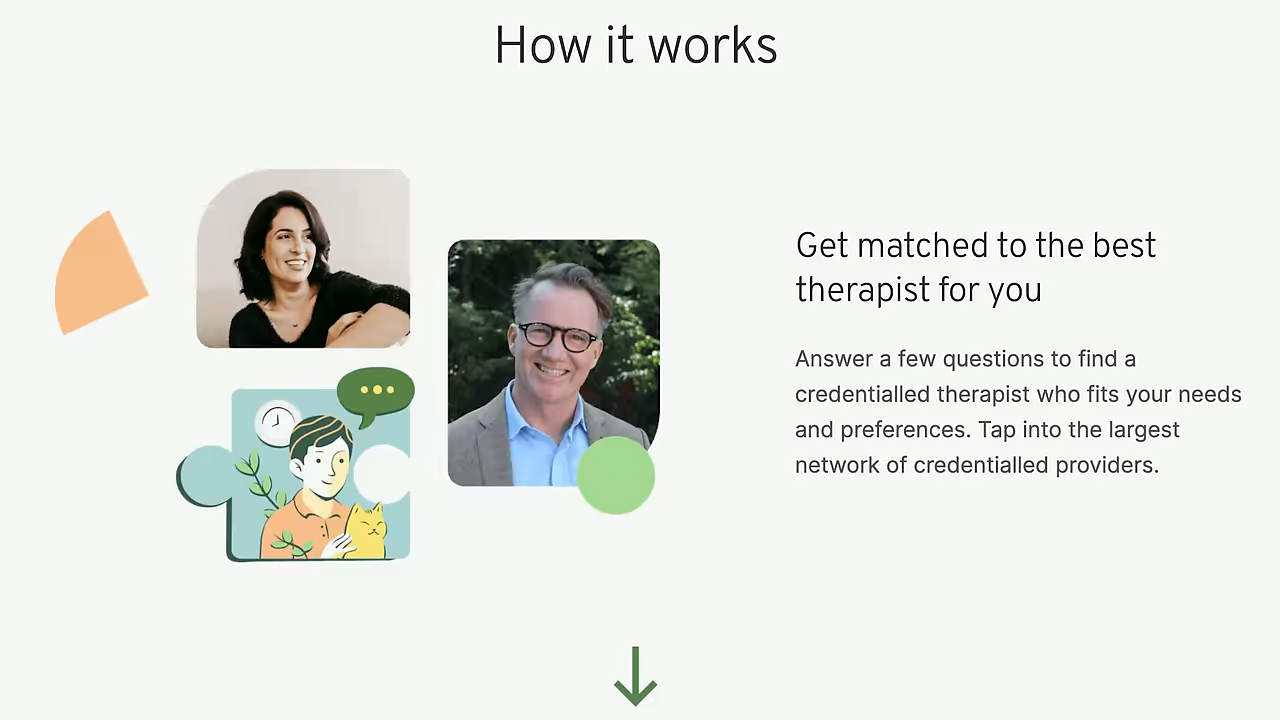 How it works
Get matched to the best
therapist for you
Answer a few questions to find a
credentialled therapist who fits your needs
and preferences. Tap into the largest
network of credentialled providers.